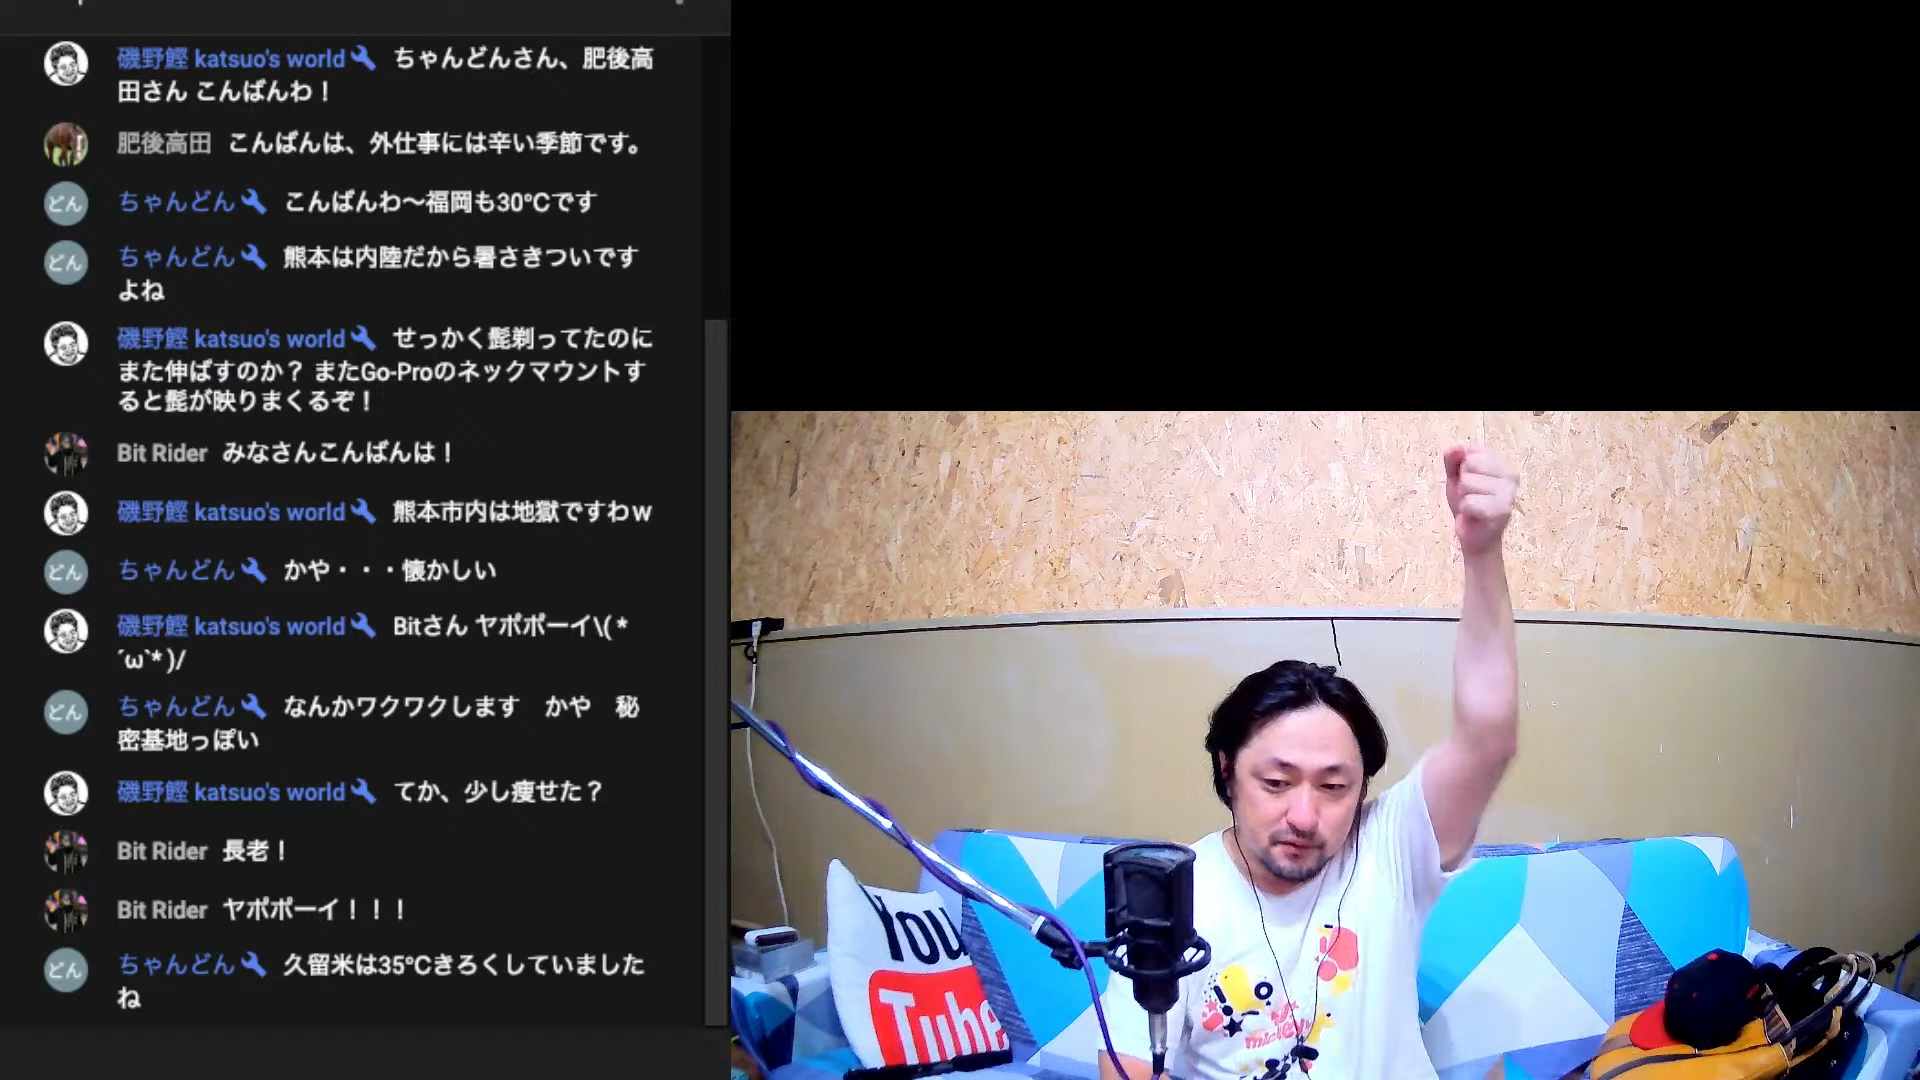 磯野鰹 katsuo's world ちゃんどんさん、肥後高
田さん こんばんわ！
肥後高田 こんばんは、外仕事には辛い季節です。
どん ちゃんどん こんばんわ〜福岡も30℃です
どん ちゃんどん 熊本は内陸だから暑さきついです
よね
磯野鰹 katsuo's world せっかく髭剃ってたのに
また伸ばすのか？ またGo-Proのネックマウントす
ると髭が映りまくるぞ！
Bit Rider みなさんこんばんは！
磯野鰹 katsuo's world 熊本市内は地獄ですわw
どん ちゃんどん かや・・・懐かしい
磯野鰹 katsuo's world Bitさん ヤポポーイ\( *
´ω`* )/
どん ちゃんどん なんかワクワクします　かや　秘
密基地っぽい
磯野鰹 katsuo's world てか、少し痩せた？
Bit Rider 長老！
Bit Rider ヤポポーイ！！！
どん ちゃんどん 久留米は35℃きろくしていました
ね
You
Tube